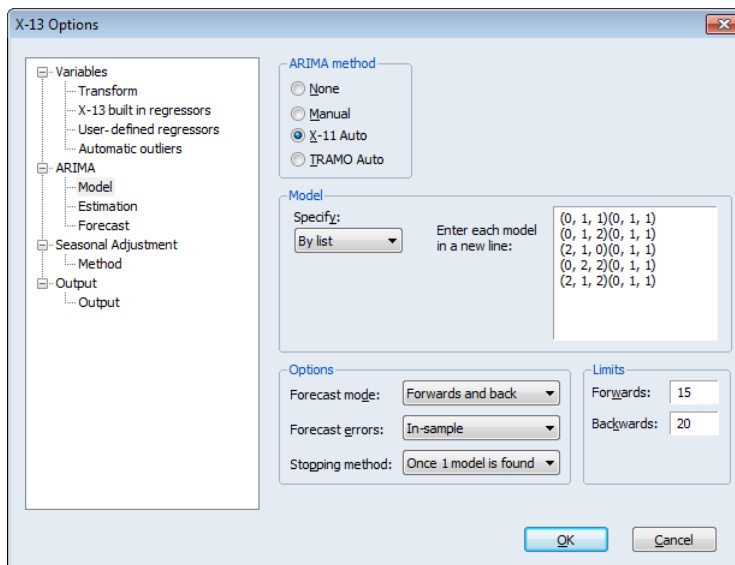 X-13 Options
Variables
Transform
X-13 built in regressors
User-defined regressors
Automatic outliers
ARIMA
Model
Estimation
Forecast
Seasonal Adjustment
Method
Output
Output
ARIMA method
None
Manual
X-11 Auto
TRAMO Auto
Model
Specify:
By list
Enter each model
in a new line:
(0, 1, 1)(0, 1, 1)
(0, 1, 2)(0, 1, 1)
(2, 1, 0)(0, 1, 1)
(0, 2, 2)(0, 1, 1)
(2, 1, 2)(0, 1, 1)
Options
Forecast mode: Forwards and back
Forecast errors: In-sample
Stopping method: Once 1 model is found
Limits
Forwards: 15
Backwards: 20
OK Cancel